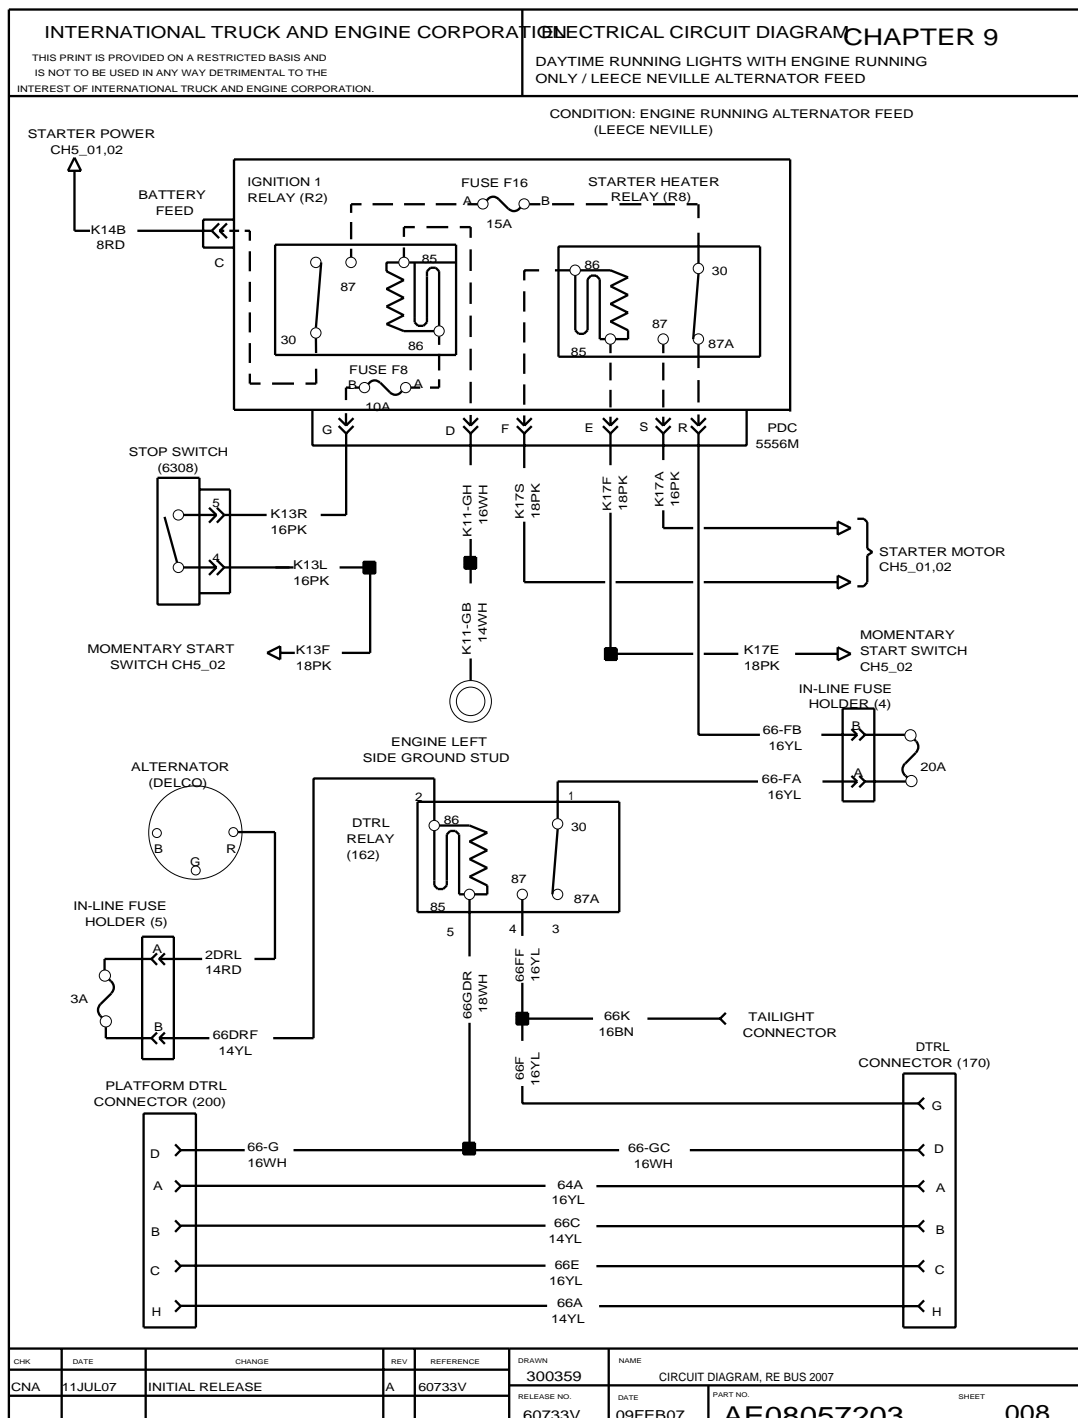 INTERNATIONAL TRUCK AND ENGINE CORPORATION
ELECTRICAL CIRCUIT DIAGRAM
CHAPTER 9
THIS PRINT IS PROVIDED ON A RESTRICTED BASIS AND
IS NOT TO BE USED IN ANY WAY DETRIMENTAL TO THE
INTEREST OF INTERNATIONAL TRUCK AND ENGINE CORPORATION.
DAYTIME RUNNING LIGHTS WITH ENGINE RUNNING
ONLY / LEECE NEVILLE ALTERNATOR FEED
CONDITION: ENGINE RUNNING ALTERNATOR FEED
(LEECE NEVILLE)
STARTER POWER
CH5_01,02
BATTERY
FEED
K14B
8RD
C
IGNITION 1
RELAY (R2)
FUSE F16
A
B
15A
STARTER HEATER
RELAY (R8)
87
85
30
86
86
30
87
85
87A
FUSE F8
B
A
10A
G
D
F
E
S
R
PDC
5556M
STOP SWITCH
(6308)
5
K13R
16PK
4
K13L
16PK
K11-GH
16WH
K17S
18PK
K17F
18PK
K17A
16PK
STARTER MOTOR
CH5_01,02
MOMENTARY START
SWITCH CH5_02
K13F
18PK
K11-GB
14WH
K17E
18PK
MOMENTARY
START SWITCH
CH5_02
ENGINE LEFT
SIDE GROUND STUD
IN-LINE FUSE
HOLDER (4)
66-FB
16YL
B
66-FA
16YL
A
20A
ALTERNATOR
(DELCO)
B
R
G
2
1
DTRL
RELAY
(162)
86
30
87
85
87A
5
4
3
IN-LINE FUSE
HOLDER (5)
A
2DRL
14RD
3A
B
66DRF
14YL
66GDR
18WH
66FF
16YL
66K
16BN
TAILIGHT
CONNECTOR
66F
16YL
DTRL
CONNECTOR (170)
PLATFORM DTRL
CONNECTOR (200)
G
D
66-G
16WH
66-GC
16WH
D
A
64A
16YL
A
B
66C
14YL
B
C
66E
16YL
C
H
66A
14YL
H
CHK
DATE
CHANGE
REV
REFERENCE
CNA
11JUL07
INITIAL RELEASE
A
60733V
DRAWN
300359
NAME
CIRCUIT DIAGRAM, RE BUS 2007
RELEASE NO.
60733V
DATE
09FEB07
PART NO.
AE08057203
SHEET
008